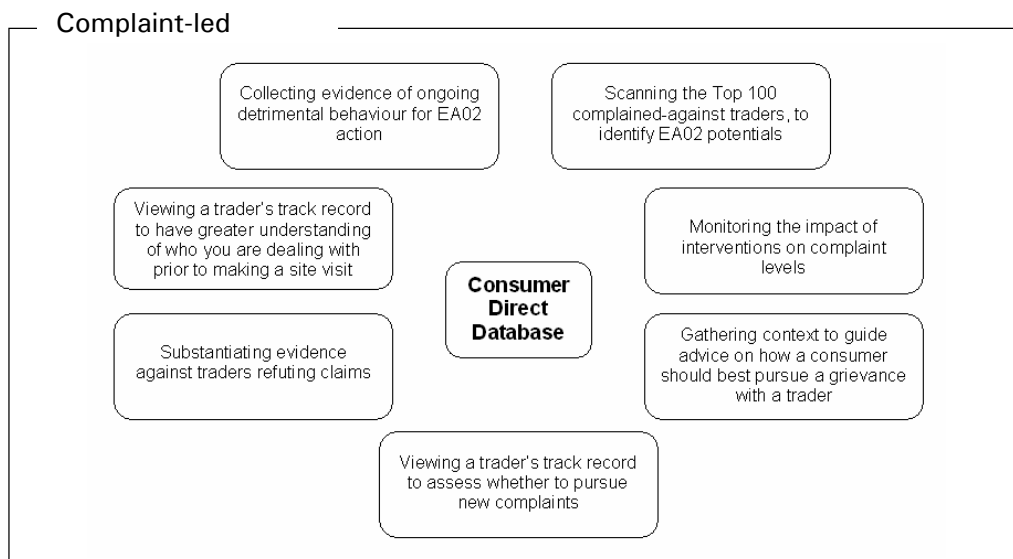 Complaint-led
Collecting evidence of ongoing
detrimental behaviour for EA02
action
Scanning the Top 100
complained-against traders, to
identify EA02 potentials
Viewing a trader's track record
to have greater understanding
of who you are dealing with
prior to making a site visit
Monitoring the impact of
interventions on complaint
levels
Consumer
Direct
Database
Substantiating evidence
against traders refuting claims
Gathering context to guide
advice on how a consumer
should best pursue a grievance
with a trader
Viewing a trader's track record
to assess whether to pursue
new complaints